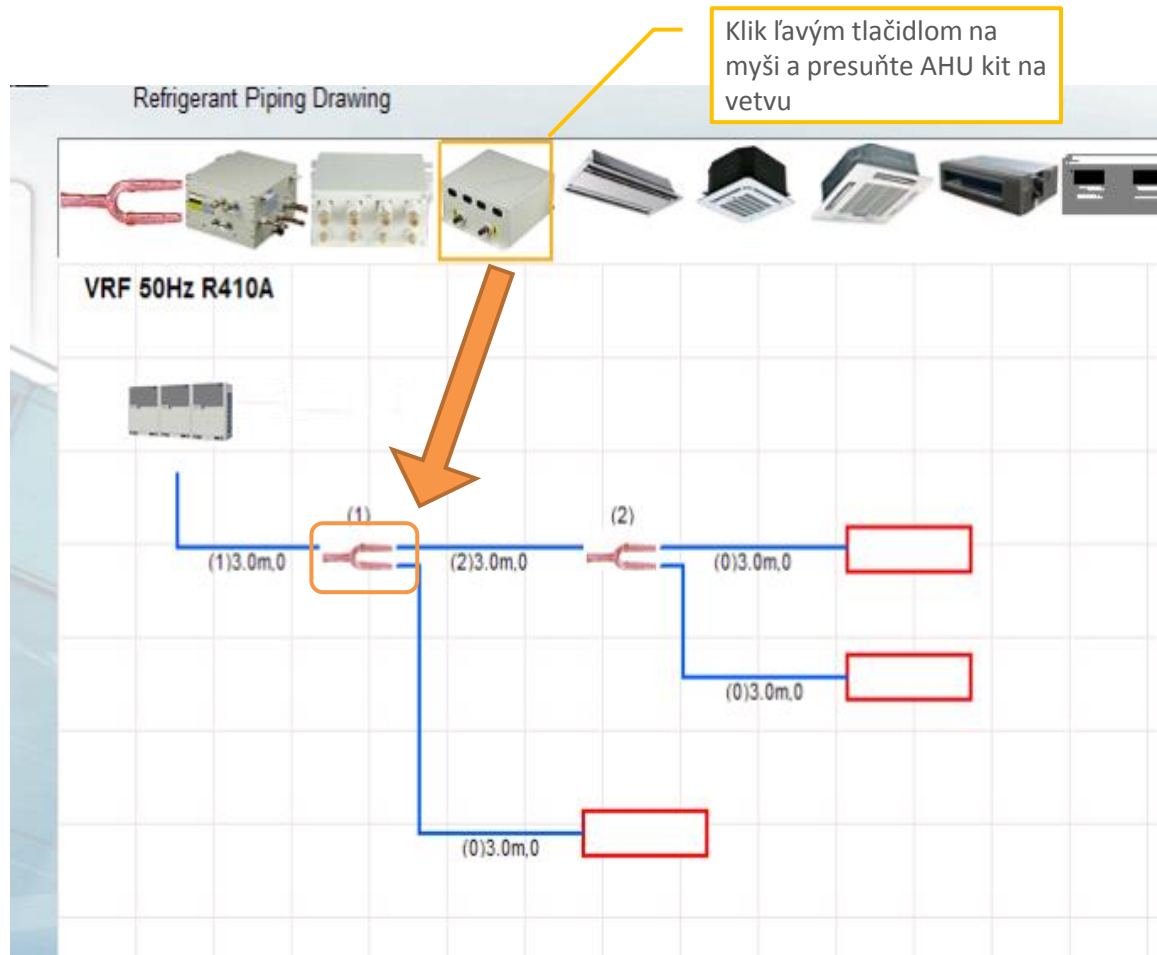 Klik ľavým tlačidlom na
myši a presuňte AHU kit na
vetvu
Refrigerant Piping Drawing
VRF 50Hz R410A
(1)
(2)
(1)3.0m,0
(2)3.0m,0
(0)3.0m,0
(0)3.0m,0
(0)3.0m,0